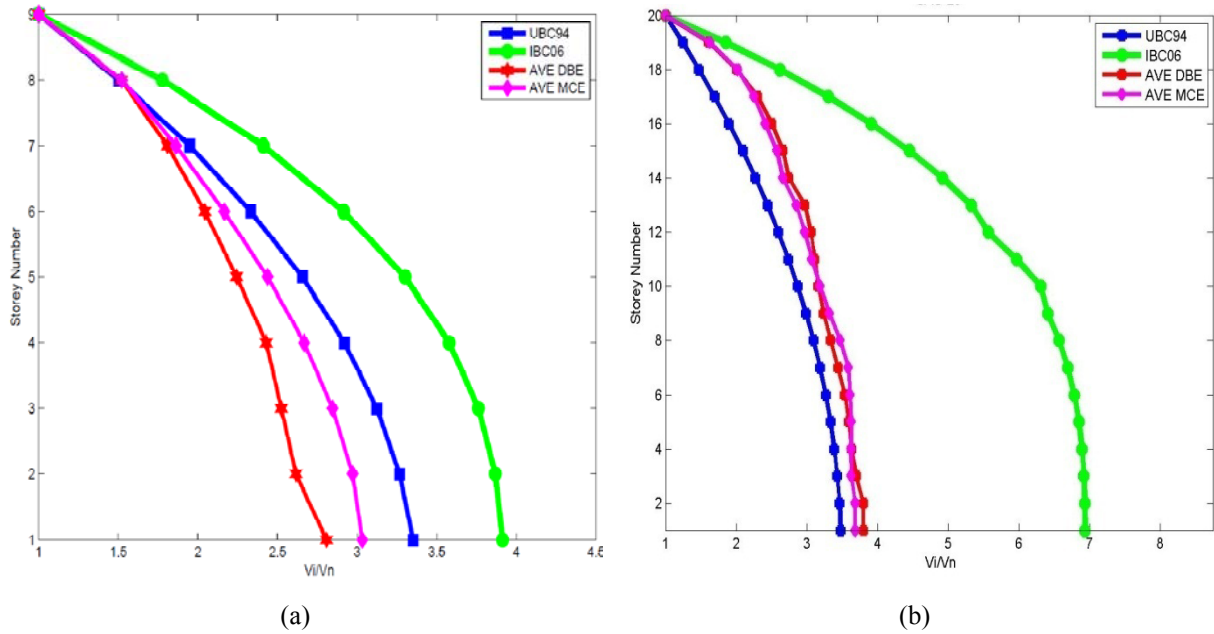 UBC94
IBC06
AVE DBE
AVE MCE
Storey Number
9
8
7
6
5
4
3
2
1
1 1.5 2 2.5 3 3.5 4 4.5
Vi/Vn
(a)
UBC94
IBC06
AVE DBE
AVE MCE
Storey Number
20
18
16
14
12
10
8
6
4
2
1 2 3 4 5 6 7 8
Vi/Vn
(b)